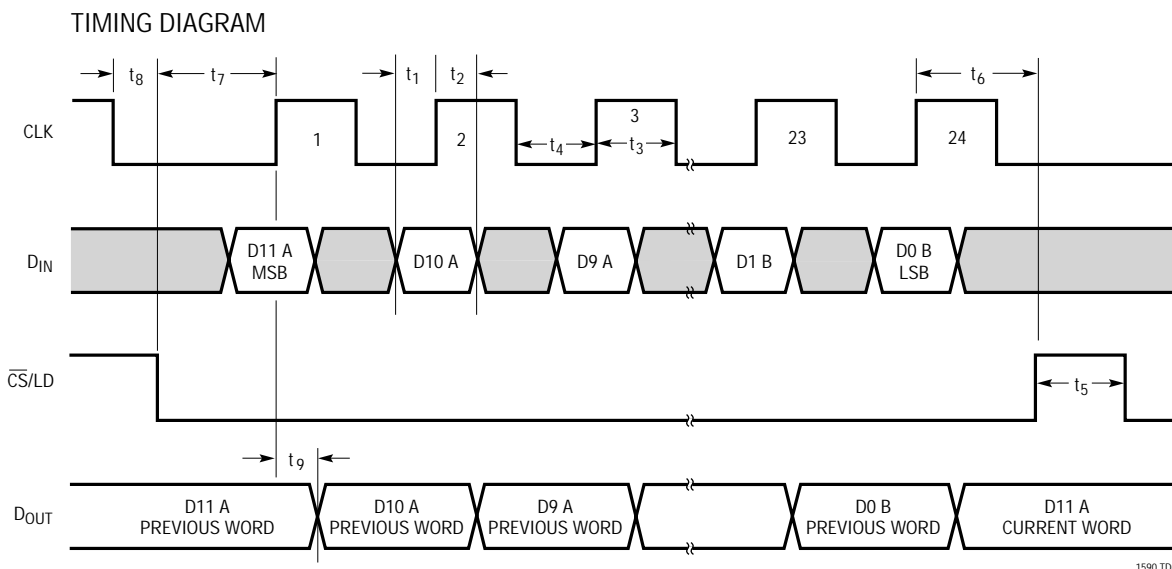 TIMING DIAGRAM
t8
t7
t1
t2
t6
CLK
1
2
3
t4
t3
23
24
DIN
D11 A
MSB
D10 A
D9 A
D1 B
D0 B
LSB
CS/LD
t5
t9
DOUT
D11 A
PREVIOUS WORD
D10 A
PREVIOUS WORD
D9 A
PREVIOUS WORD
D0 B
PREVIOUS WORD
D11 A
CURRENT WORD
1590 TD